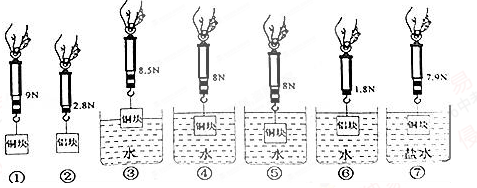 9N
铜块
①
2.8N
铝块
②
8.5N
铜块
水
③
8N
铜块
水
④
8N
铜块
水
⑤
1.8N
铝块
水
⑥
7.9N
铜块
盐水
⑦